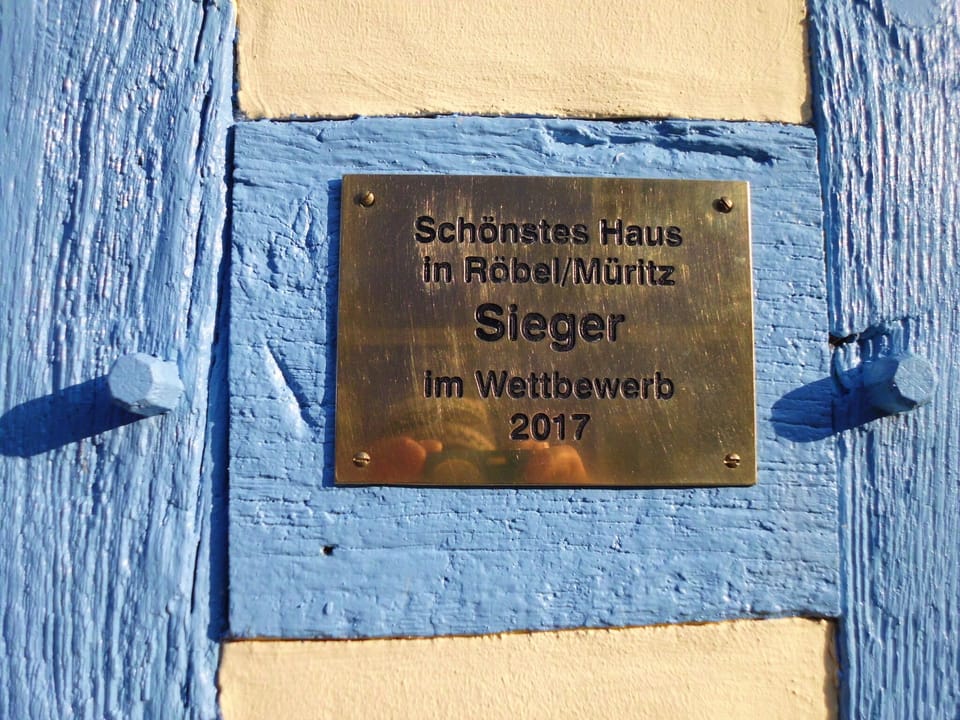 Schönstes Haus
in Röbel/Müritz
Sieger
im Wettbewerb
2017